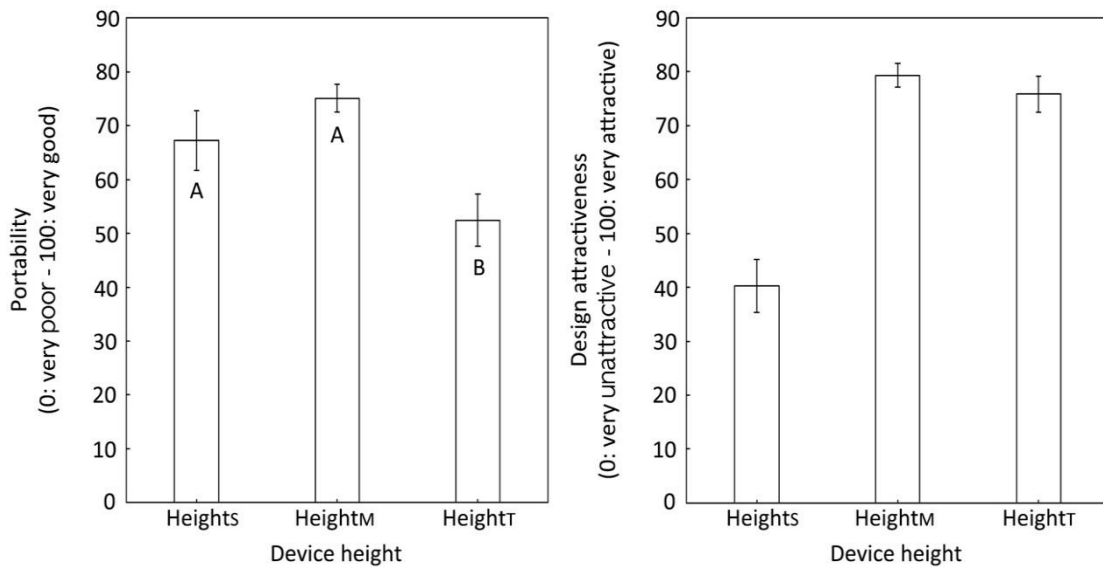 Portability
(0: very poor - 100: very good)
90
80
70
60
50
40
30
20
10
0
A
A
B
HeightS
HeightM
HeightT
Device height
Design attractiveness
(0: very unattractive - 100: very attractive)
90
80
70
60
50
40
30
20
10
0
HeightS
HeightM
HeightT
Device height